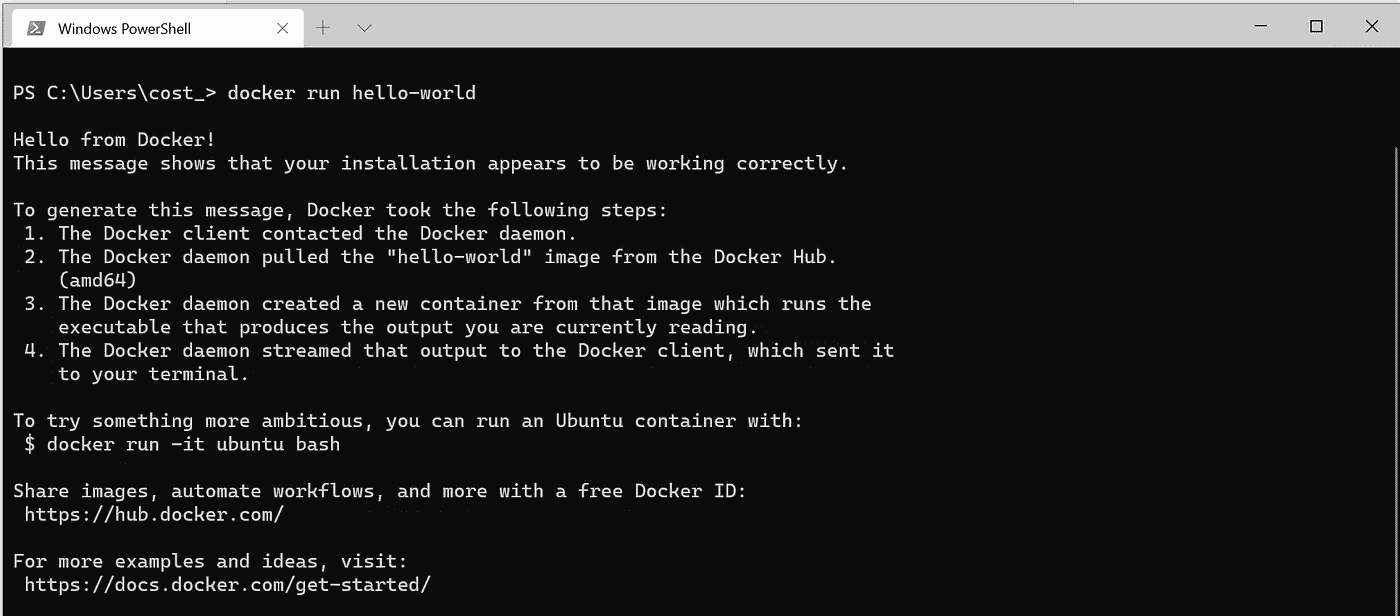 Windows PowerShell
PS C:\Users\cost_> docker run hello-world
Hello from Docker!
This message shows that your installation appears to be working correctly.
To generate this message, Docker took the following steps:
1. The Docker client contacted the Docker daemon.
2. The Docker daemon pulled the "hello-world" image from the Docker Hub.
(amd64)
3. The Docker daemon created a new container from that image which runs the
executable that produces the output you are currently reading.
4. The Docker daemon streamed that output to the Docker client, which sent it
to your terminal.
To try something more ambitious, you can run an Ubuntu container with:
$ docker run -it ubuntu bash
Share images, automate workflows, and more with a free Docker ID:
https://hub.docker.com/
For more examples and ideas, visit:
https://docs.docker.com/get-started/